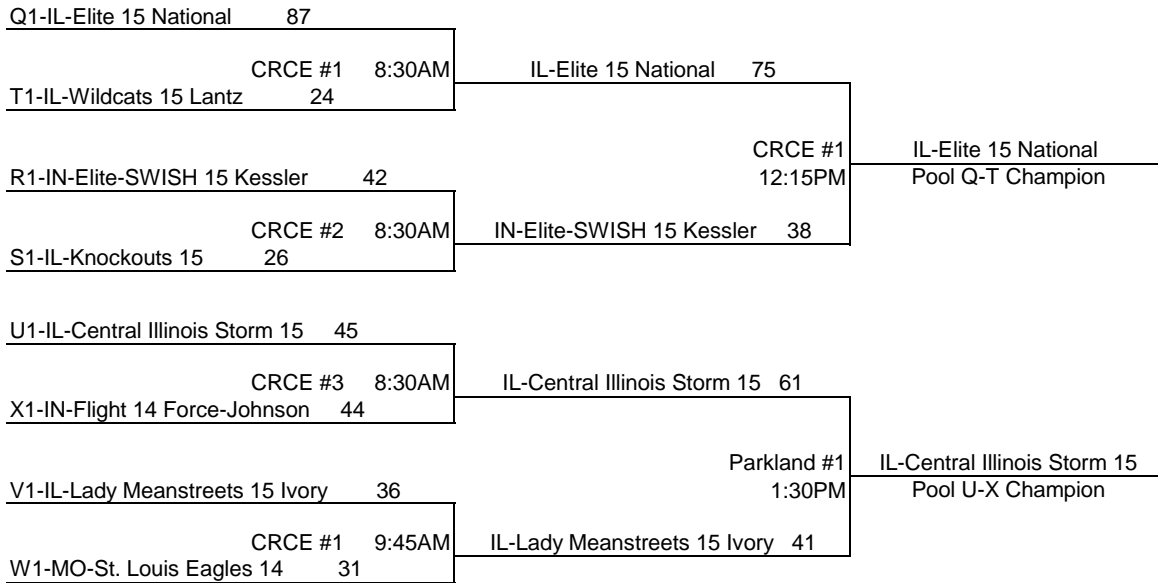 Q1-IL-Elite 15 National 87
CRCE #1 8:30AM
IL-Elite 15 National 75
T1-IL-Wildcats 15 Lantz 24
CRCE #1
12:15PM
IL-Elite 15 National
Pool Q-T Champion
R1-IN-Elite-SWISH 15 Kessler 42
CRCE #2 8:30AM
IN-Elite-SWISH 15 Kessler 38
S1-IL-Knockouts 15 26
U1-IL-Central Illinois Storm 15 45
CRCE #3 8:30AM
IL-Central Illinois Storm 15 61
X1-IN-Flight 14 Force-Johnson 44
Parkland #1
1:30PM
IL-Central Illinois Storm 15
Pool U-X Champion
V1-IL-Lady Meanstreets 15 Ivory 36
CRCE #1 9:45AM
IL-Lady Meanstreets 15 Ivory 41
W1-MO-St. Louis Eagles 14 31